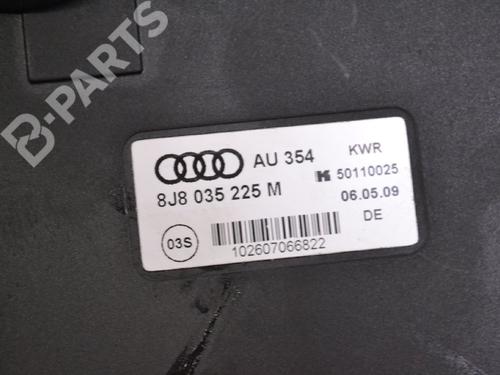 B-PARTS
AU 354
KWR
8J8 035 225 M
K 50110025
06.05.09
03S
102607066822
DE